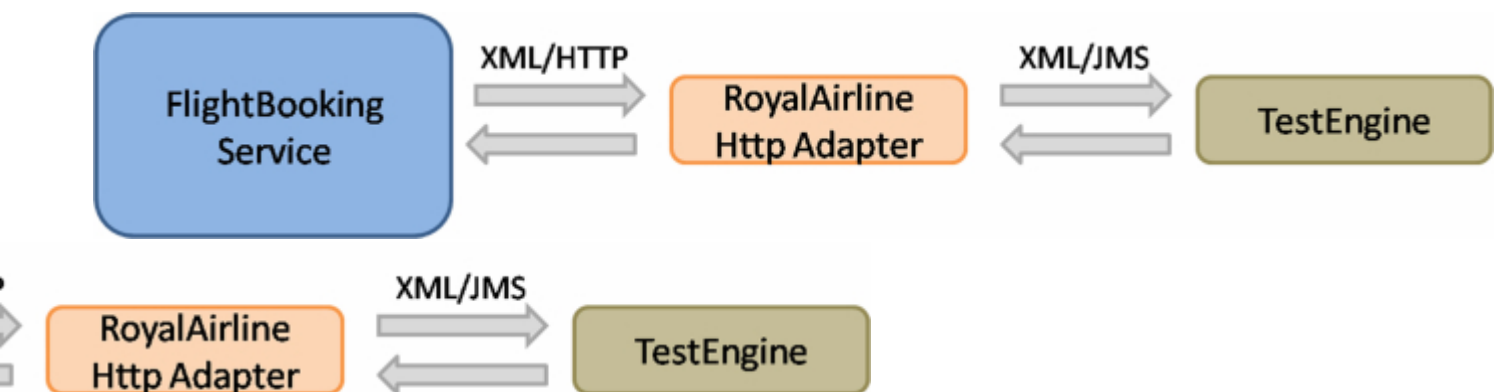 XML/HTTP
XML/JMS
FlightBooking
Service
RoyalAirline
Http Adapter
TestEngine
XML/JMS
RoyalAirline
Http Adapter
TestEngine